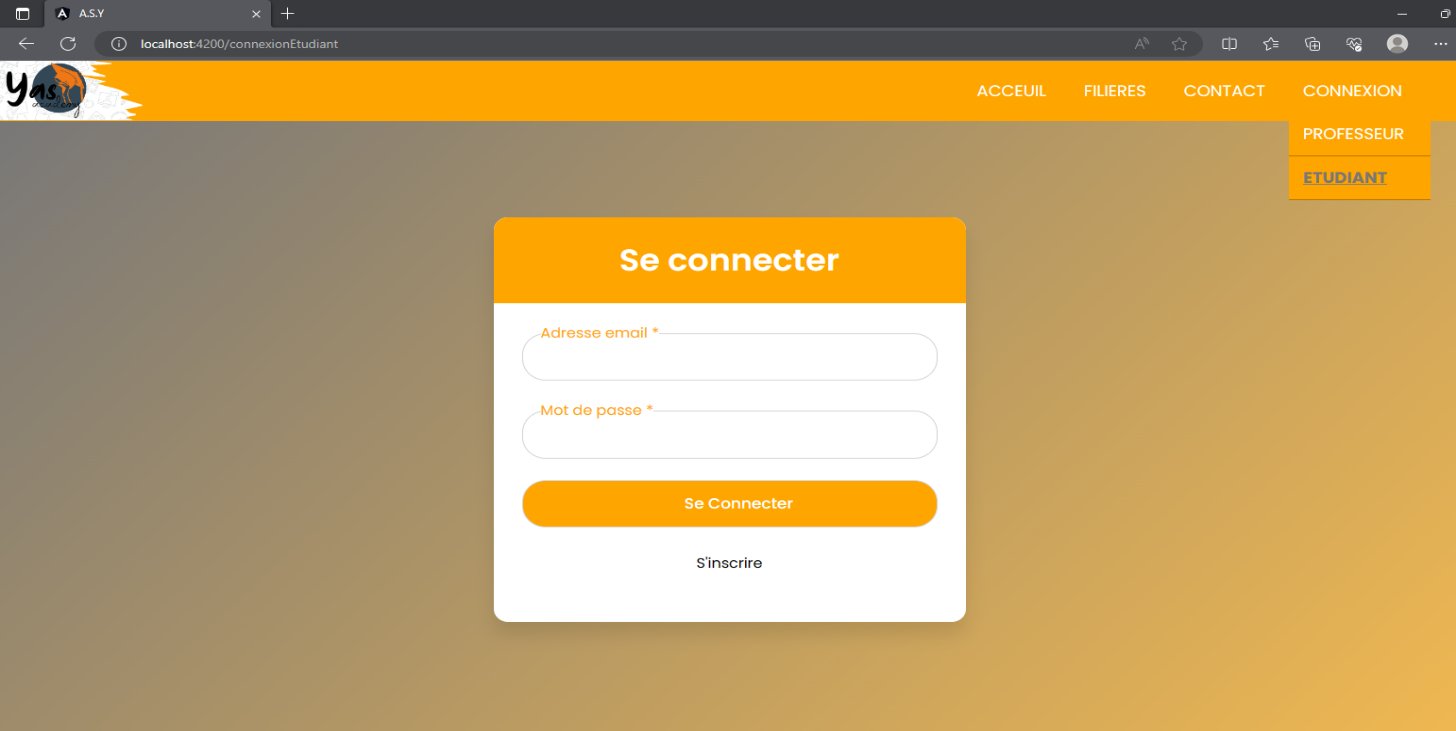 A.S.Y
localhost:4200/connexionEtudiant
Yas
academy
ACCEUIL FILIERES CONTACT CONNEXION
PROFESSEUR
ETUDIANT
Se connecter
Adresse email *
Mot de passe *
Se Connecter
S'inscrire